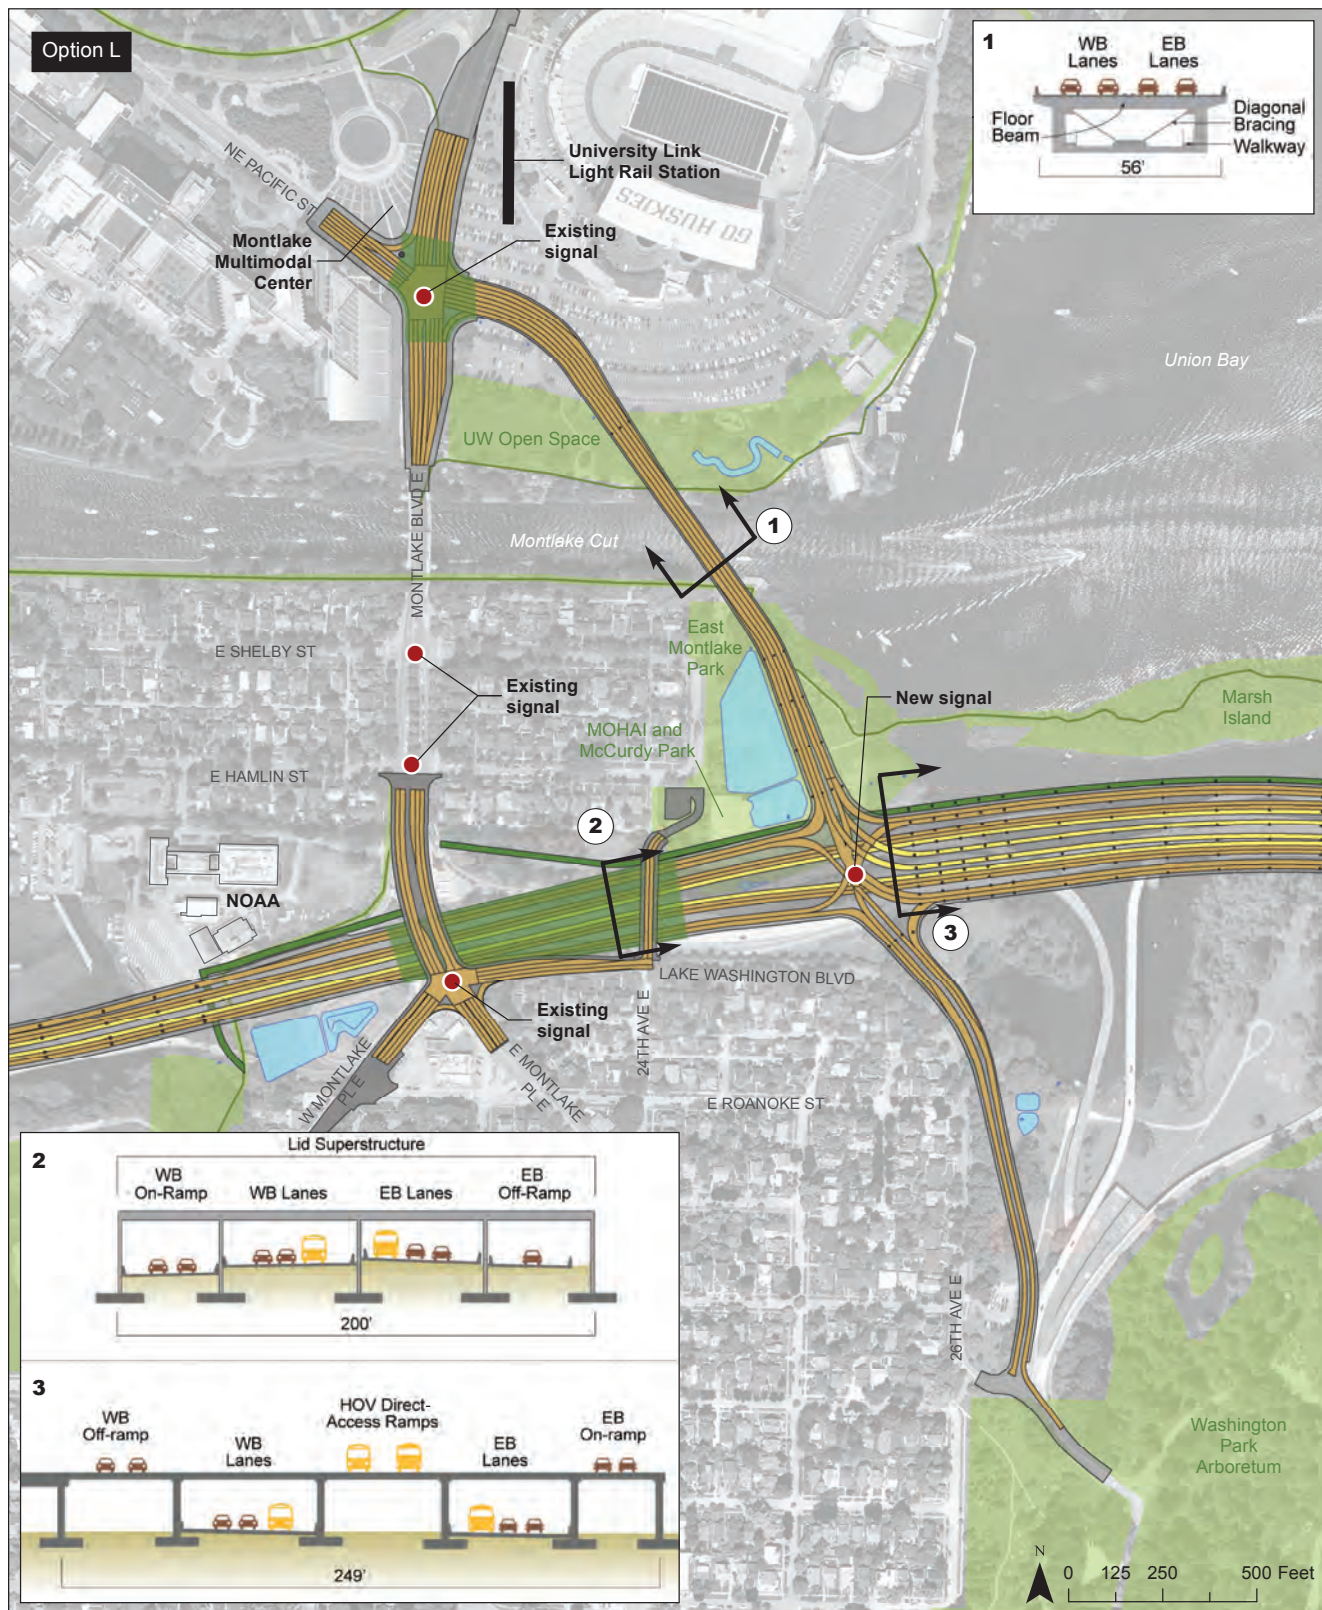 Option L
1
WB
Lanes
EB
Lanes
Floor
Beam
Diagonal
Bracing
Walkway
56'
NE PACIFIC ST
University Link
Light Rail Station
GO HUSKIES
Montlake
Multimodal
Center
Existing
signal
Union Bay
UW Open Space
MONTLAKE BLVD E
Montlake Cut
1
E SHELBY ST
East
Montlake
Park
Existing
signal
New signal
Marsh
Island
MOHAI and
McCurdy Park
E HAMLIN ST
2
NOAA
3
LAKE WASHINGTON BLVD
Existing
signal
24TH AVE E
W MONTLAKE
PL E
E MONTLAKE
PL E
E ROANOKE ST
26TH AVE E
2
Lid Superstructure
WB
On-Ramp
WB Lanes
EB Lanes
EB
Off-Ramp
200'
3
WB
Off-ramp
WB
Lanes
HOV Direct-
Access Ramps
EB
Lanes
EB
On-ramp
249'
Washington
Park
Arboretum
N
0 125 250 500 Feet